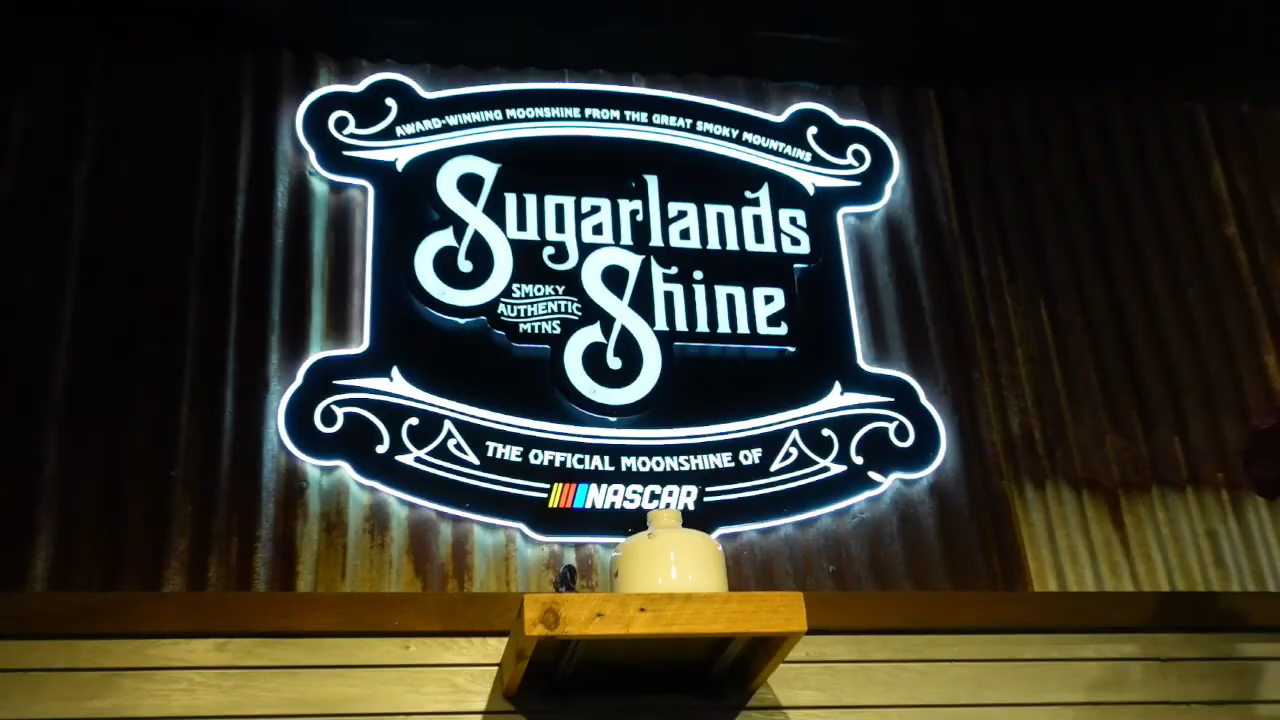 AWARD-WINNING MOONSHINE FROM THE GREAT SMOKY MOUNTAINS
Sugarlands
Shine
SMOKY
AUTHENTIC
MTNS
THE OFFICIAL MOONSHINE OF
NASCAR